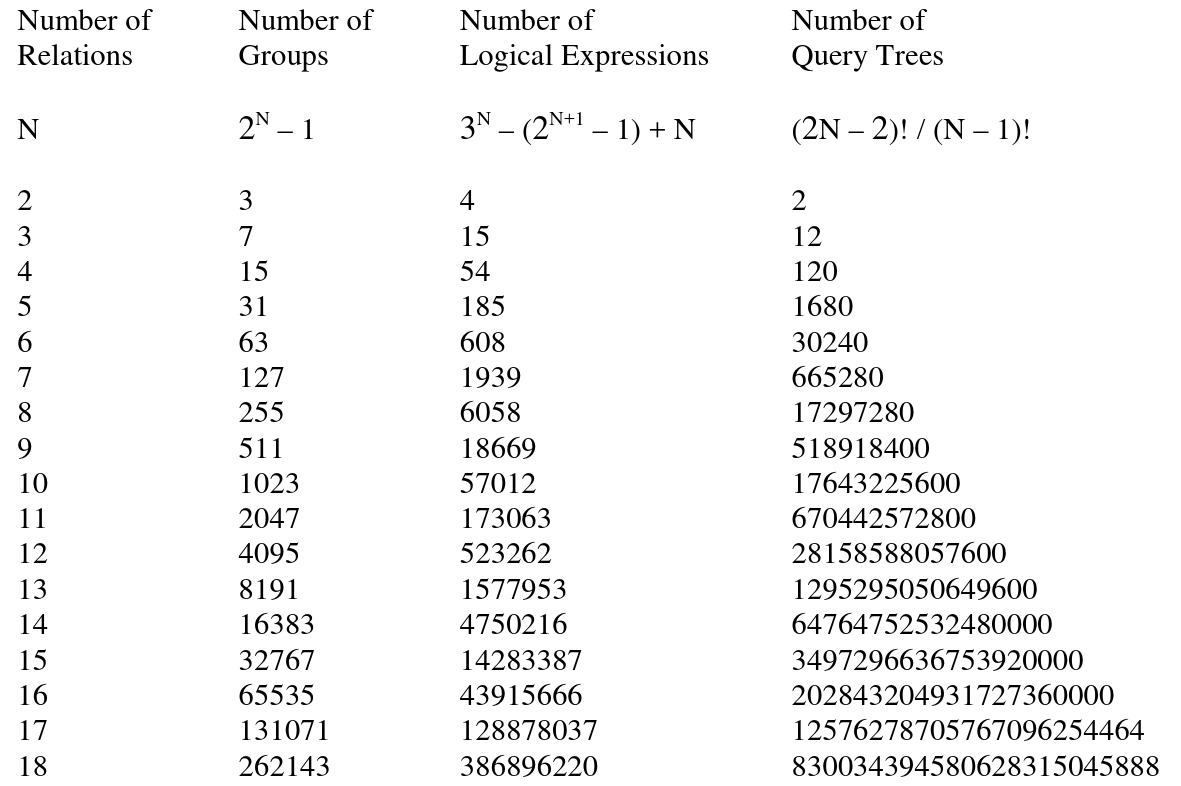 Number of Number of Number of Number of
Relations Groups Logical Expressions Query Trees
N 2^N – 1 3^N – (2^{N+1} – 1) + N (2N – 2)! / (N – 1)!
2 3 4 2
3 7 15 12
4 15 54 120
5 31 185 1680
6 63 608 30240
7 127 1939 665280
8 255 6058 17297280
9 511 18669 518918400
10 1023 57012 17643225600
11 2047 173063 670442572800
12 4095 523262 28158588057600
13 8191 1577953 1295295050649600
14 16383 4750216 64764752532480000
15 32767 14283387 3497296636753920000
16 65535 43915666 202843204931727360000
17 131071 128878037 12576278705767096254464
18 262143 386896220 830034394580628315045888